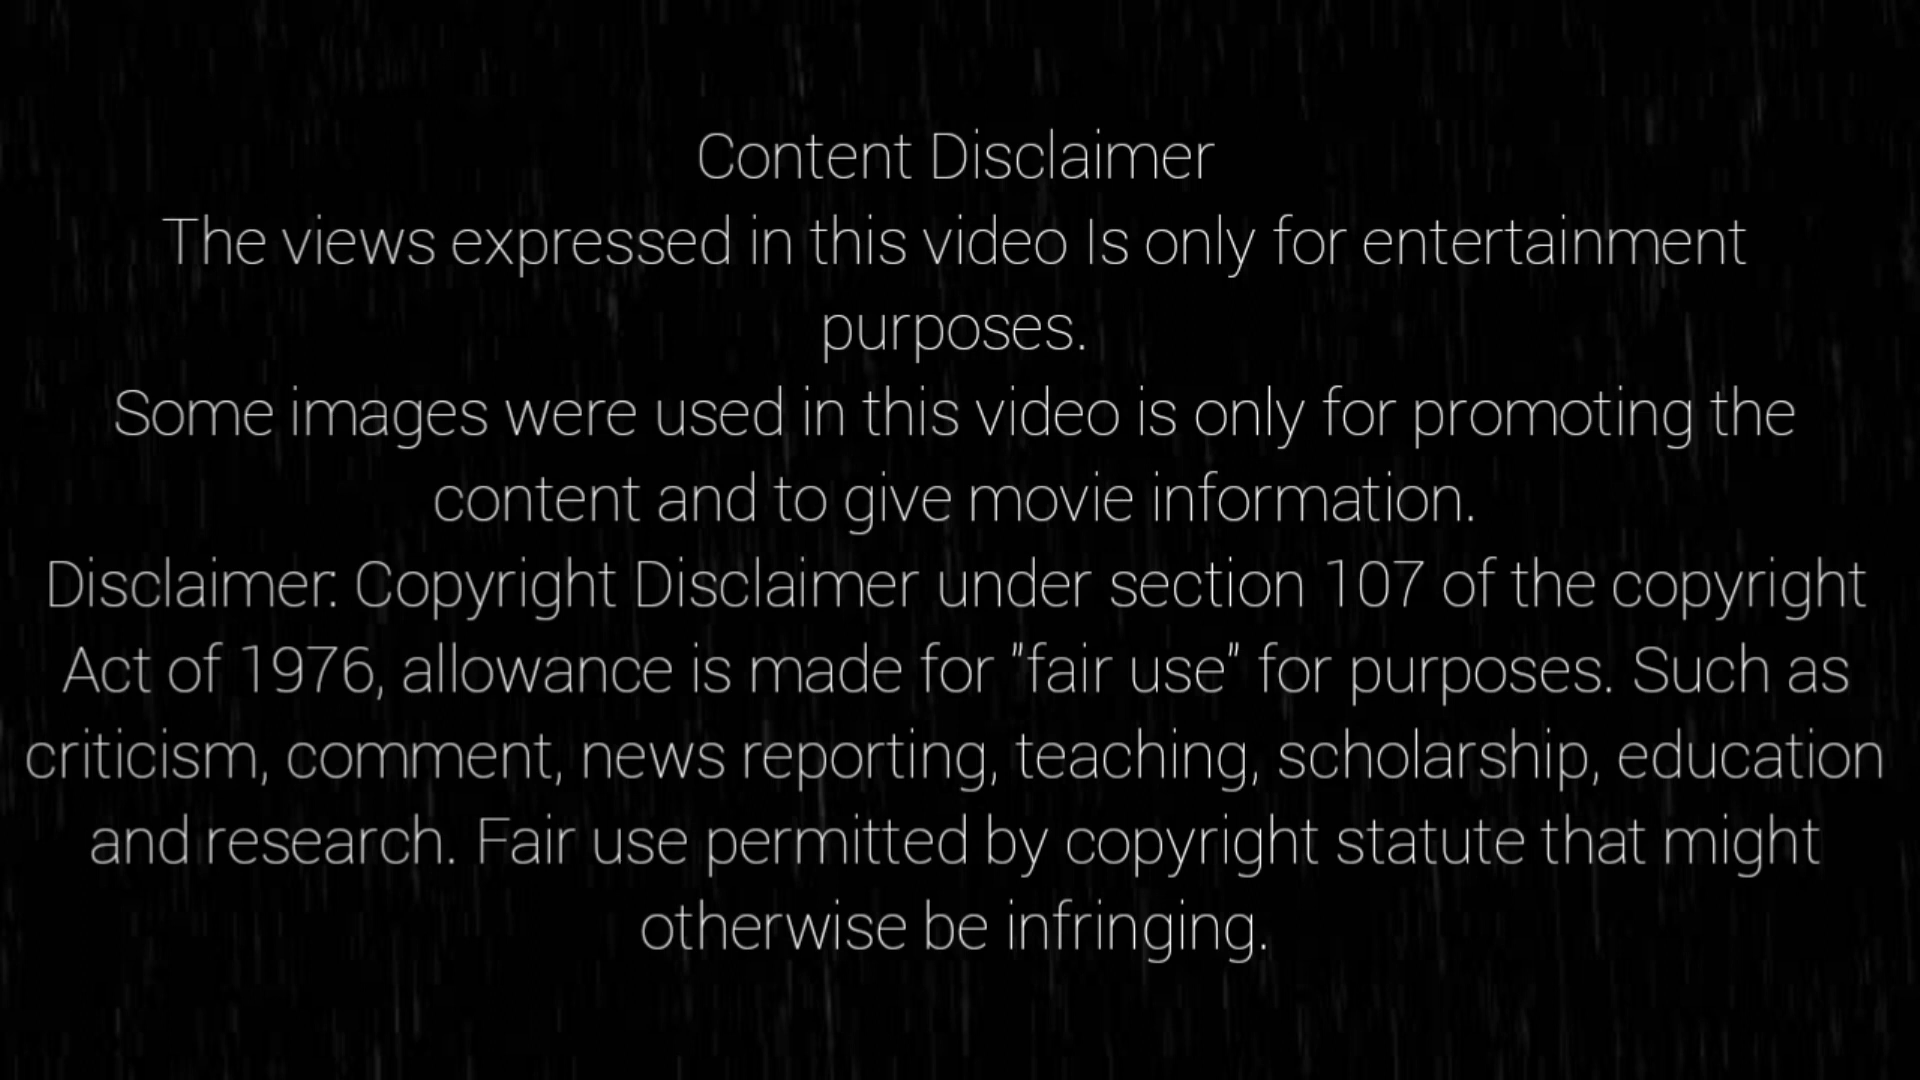 Content Disclaimer
The views expressed in this video Is only for entertainment
purposes.
Some images were used in this video is only for promoting the
content and to give movie information.
Disclaimer: Copyright Disclaimer under section 107 of the copyright
Act of 1976, allowance is made for "fair use" for purposes. Such as
criticism, comment, news reporting, teaching, scholarship, education
and research. Fair use permitted by copyright statute that might
otherwise be infringing.